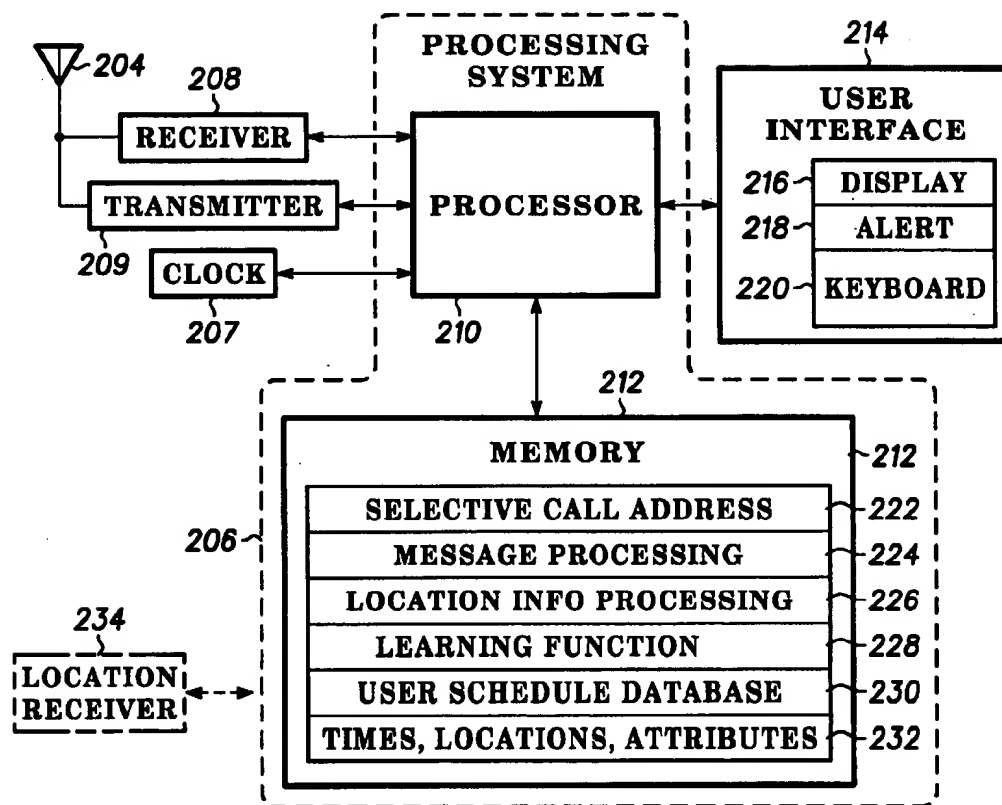 204
208
RECEIVER
TRANSMITTER
209
CLOCK
207
PROCESSING
SYSTEM
PROCESSOR
210
214
USER
INTERFACE
216
DISPLAY
218
ALERT
220
KEYBOARD
212
MEMORY
212
206
SELECTIVE CALL ADDRESS
222
MESSAGE PROCESSING
224
LOCATION INFO PROCESSING
226
LEARNING FUNCTION
228
USER SCHEDULE DATABASE
230
TIMES, LOCATIONS, ATTRIBUTES
232
234
LOCATION
RECEIVER